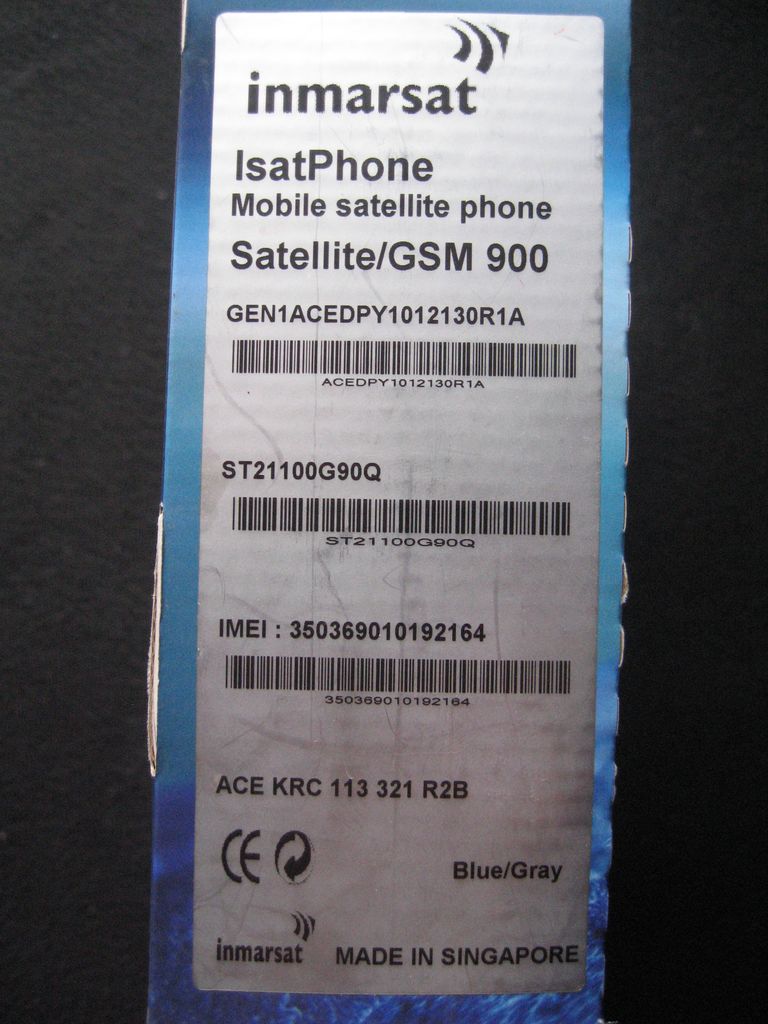 inmarsat
IsatPhone
Mobile satellite phone
Satellite/GSM 900
GEN1ACEDPY1012130R1A
ACEDPY1012130R1A
ST21100G90Q
ST21100G90Q
IMEI : 350369010192164
350369010192164
ACE KRC 113 321 R2B
CE
Blue/Gray
inmarsat MADE IN SINGAPORE